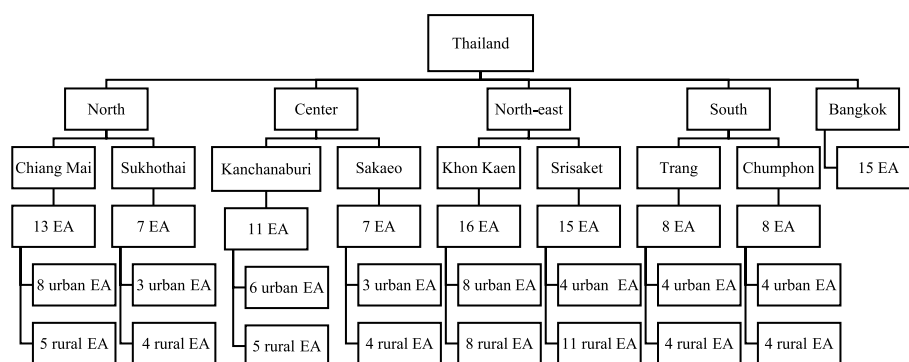 Thailand
North
Center
North-east
South
Bangkok
Chiang Mai
Sukhothai
Kanchanaburi
Sakaeo
Khon Kaen
Srisaket
Trang
Chumphon
15 EA
13 EA
7 EA
11 EA
7 EA
16 EA
15 EA
8 EA
8 EA
8 urban EA
3 urban EA
6 urban EA
3 urban EA
8 urban EA
4 urban EA
4 urban EA
4 urban EA
5 rural EA
4 rural EA
5 rural EA
4 rural EA
8 rural EA
11 rural EA
4 rural EA
4 rural EA